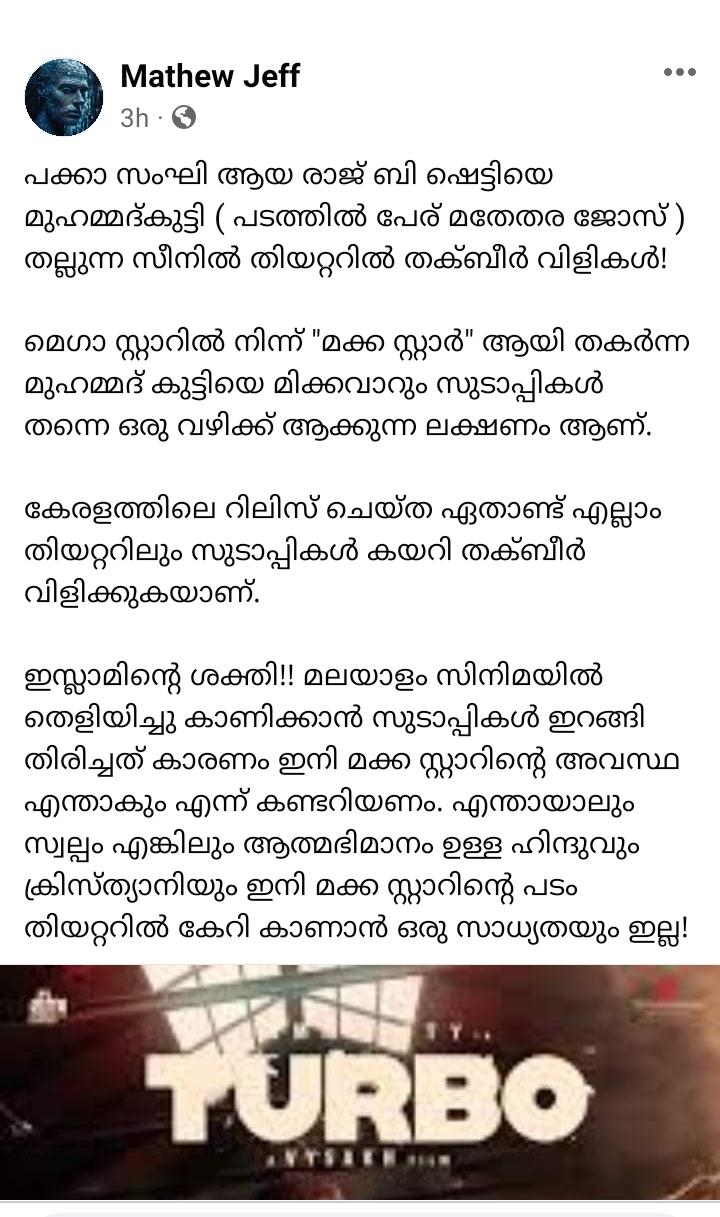 Mathew Jeff
3h ·
പക്കാ സംഘി ആയ രാജ് ബി ഷെട്ടിയെ
മുഹമ്മദ്കുട്ടി ( പടത്തിൽ പേര് മതേതര ജോസ് )
തല്ലുന്ന സീനിൽ തിയറ്ററിൽ തക്ബീർ വിളികൾ!
മെഗാ സ്റ്റാറിൽ നിന്ന് "മക്ക സ്റ്റാർ" ആയി തകർന്ന
മുഹമ്മദ് കുട്ടിയെ മിക്കവാറും സുടാപ്പികൾ
തന്നെ ഒരു വഴിക്ക് ആക്കുന്ന ലക്ഷണം ആണ്.
കേരളത്തിലെ റിലിസ് ചെയ്ത ഏതാണ്ട് എല്ലാം
തിയറ്ററിലും സുടാപ്പികൾ കയറി തക്ബീർ
വിളിക്കുകയാണ്.
ഇസ്ലാമിന്റെ ശക്തി!! മലയാളം സിനിമയിൽ
തെളിയിച്ചു കാണിക്കാൻ സുടാപ്പികൾ ഇറങ്ങി
തിരിച്ചത് കാരണം ഇനി മക്ക സ്റ്റാറിന്റെ അവസ്ഥ
എന്താകും എന്ന് കണ്ടറിയണം. എന്തായാലും
സ്വല്പം എങ്കിലും ആത്മഭിമാനം ഉള്ള ഹിന്ദുവും
ക്രിസ്ത്യാനിയും ഇനി മക്ക സ്റ്റാറിന്റെ പടം
തിയറ്ററിൽ കേറി കാണാൻ ഒരു സാധ്യതയും ഇല്ല!
TURBO
A VYSAKH FILM